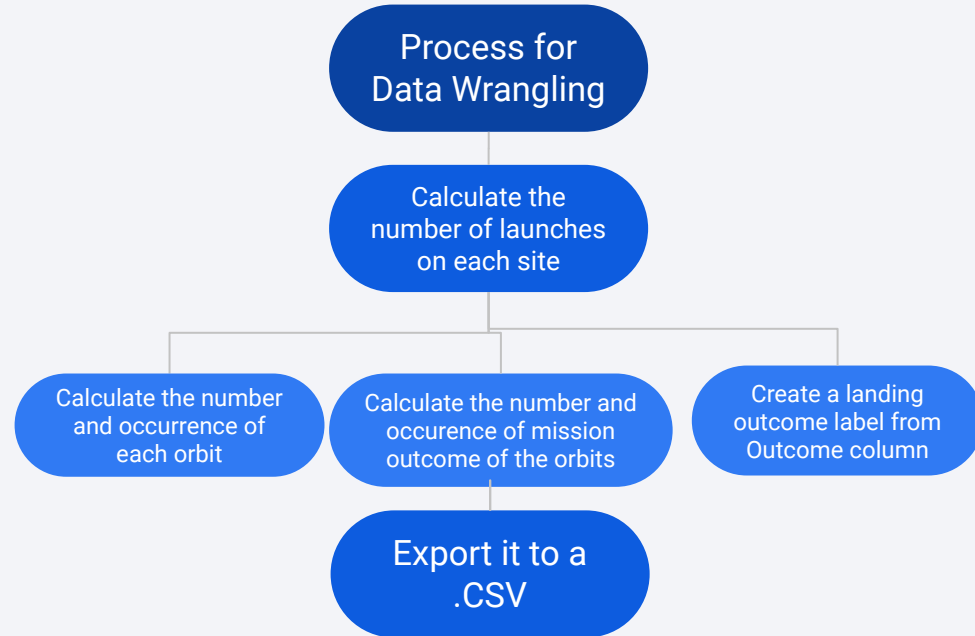 Process for
Data Wrangling
Calculate the
number of launches
on each site
Calculate the number
and occurrence of
each orbit
Calculate the number and
occurence of mission
outcome of the orbits
Create a landing
outcome label from
Outcome column
Export it to a
.CSV